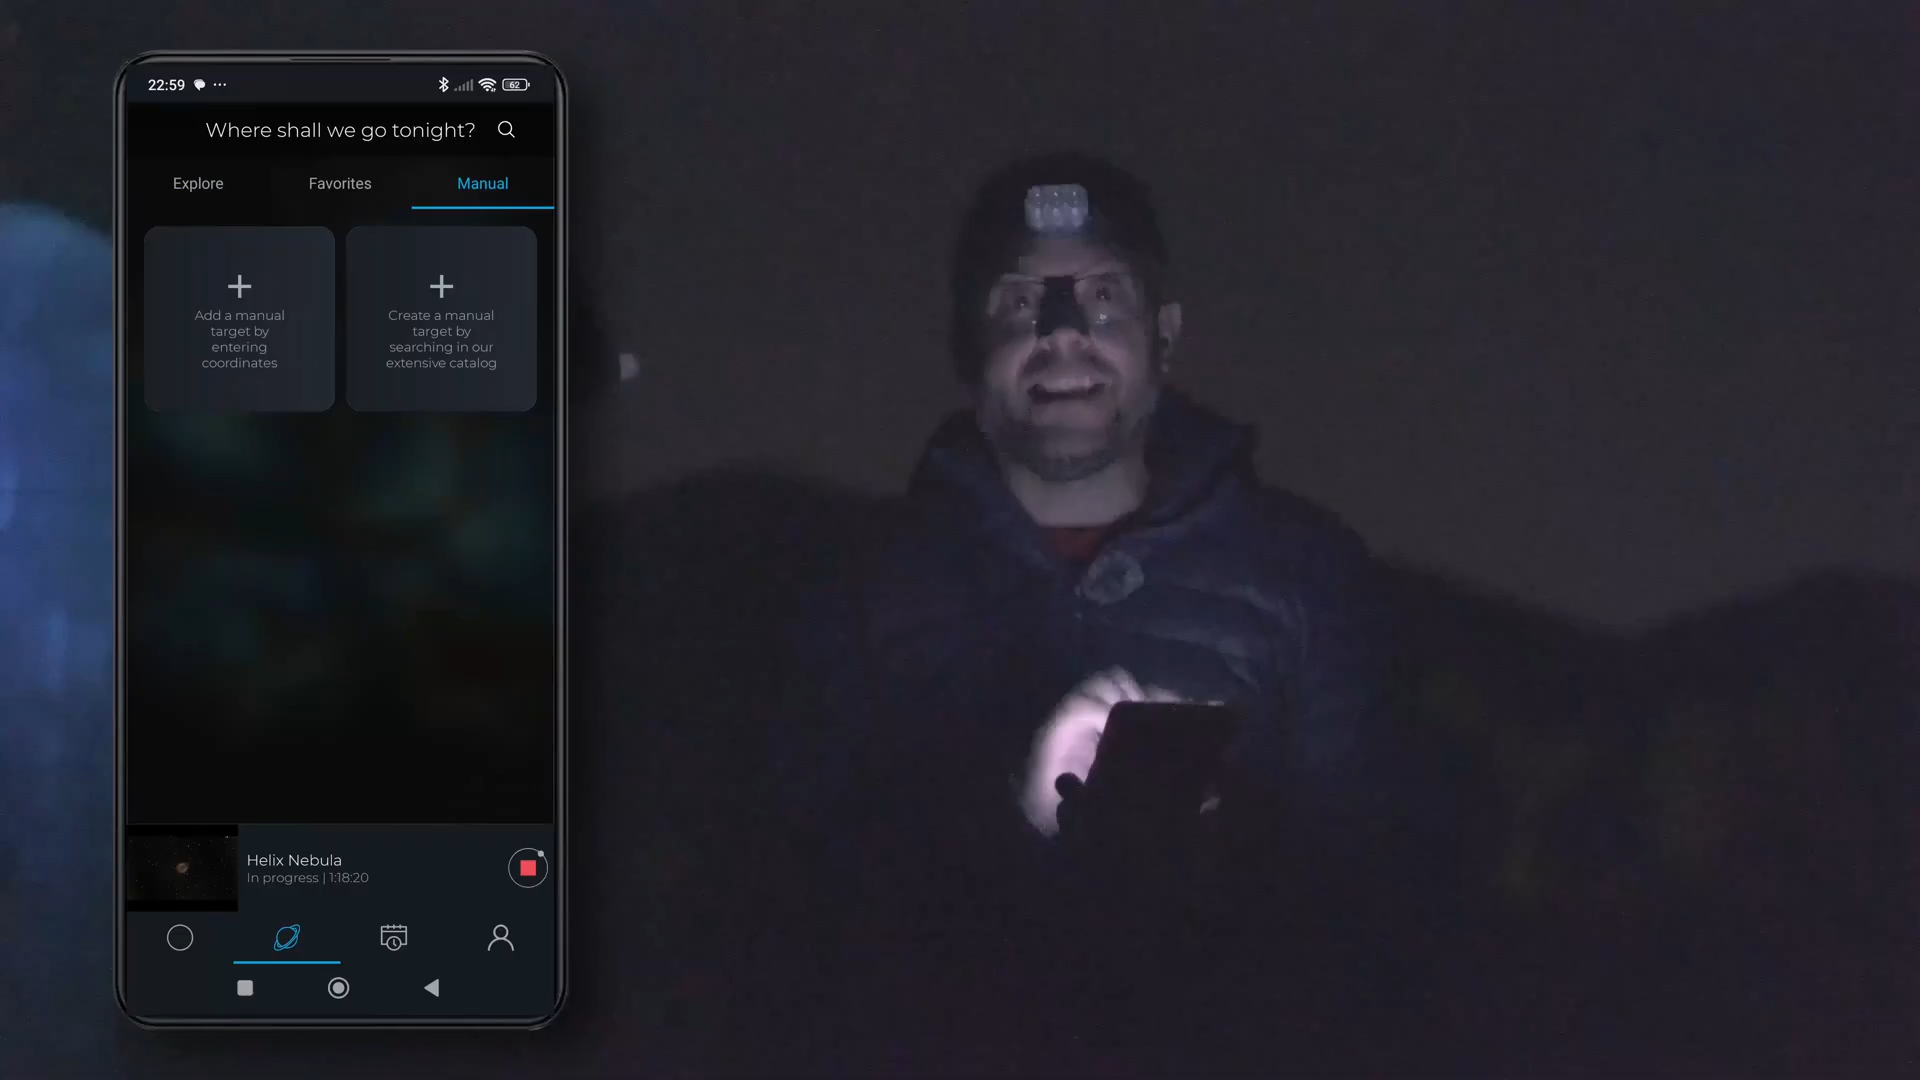 22:59
62
Where shall we go tonight?
Explore
Favorites
Manual
Add a manual
target by
entering
coordinates
Create a manual
target by
searching in our
extensive catalog
Helix Nebula
In progress | 1:18:20